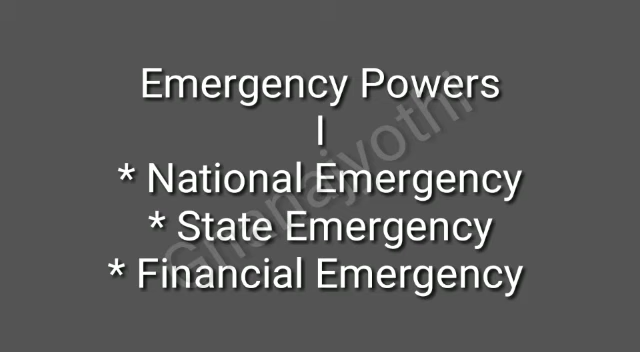 Emergency Powers
I
* National Emergency
* State Emergency
* Financial Emergency